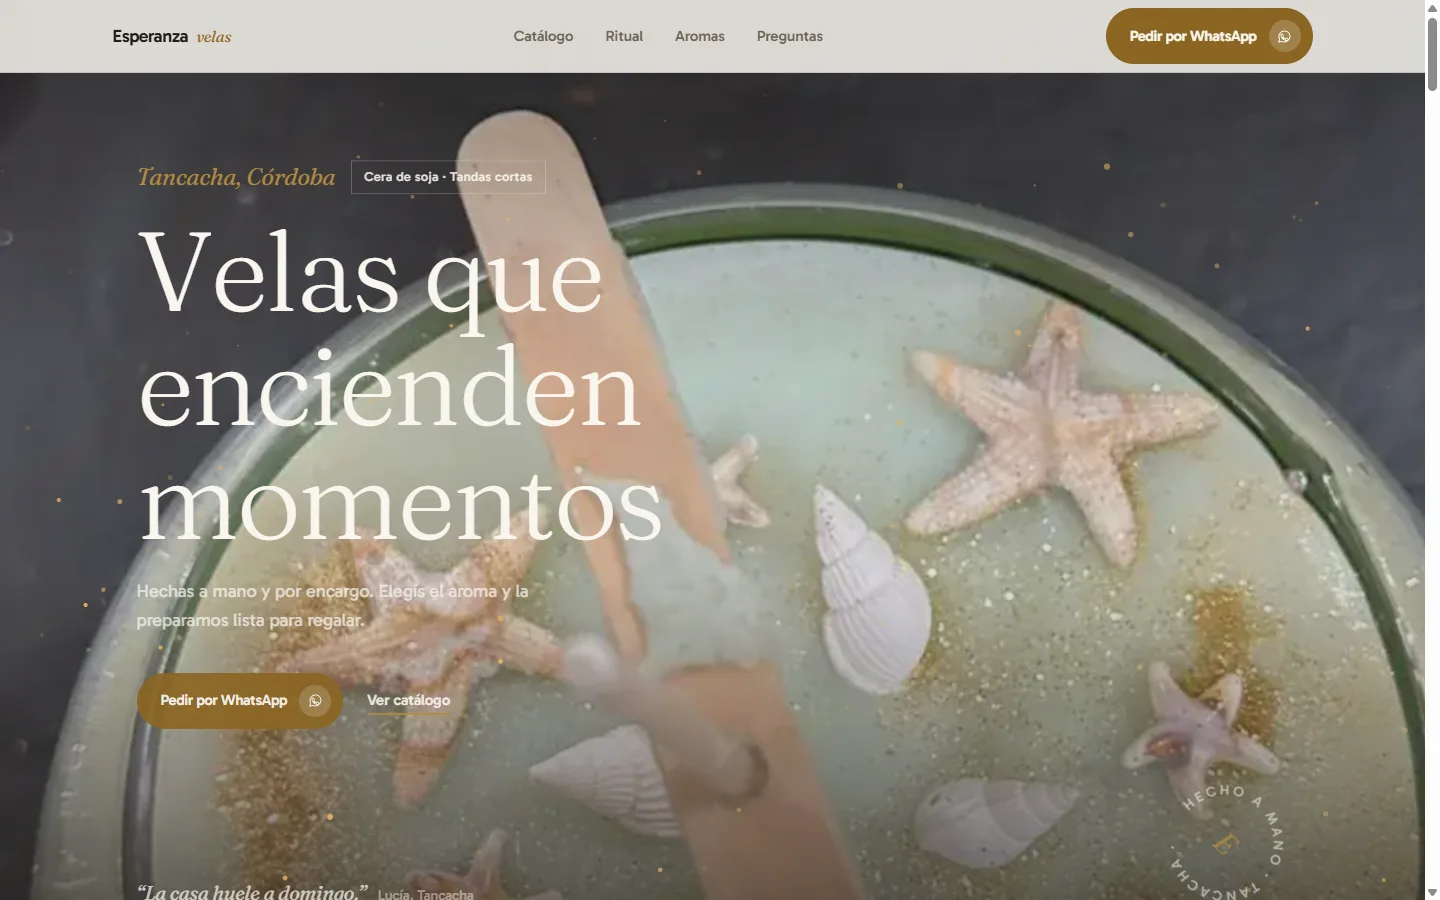 Esperanza velas
Catálogo
Ritual
Aromas
Preguntas
Pedir por WhatsApp
Tancacha, Córdoba
Cera de soja · Tandas cortas
Velas que
encienden
momentos
Hechas a mano y por encargo. Elegís el aroma y la
preparamos lista para regalar.
Pedir por WhatsApp
Ver catálogo
“La casa huele a domingo.” Lucía, Tancacha
HECHO A MANO · TANCACHA ·
E